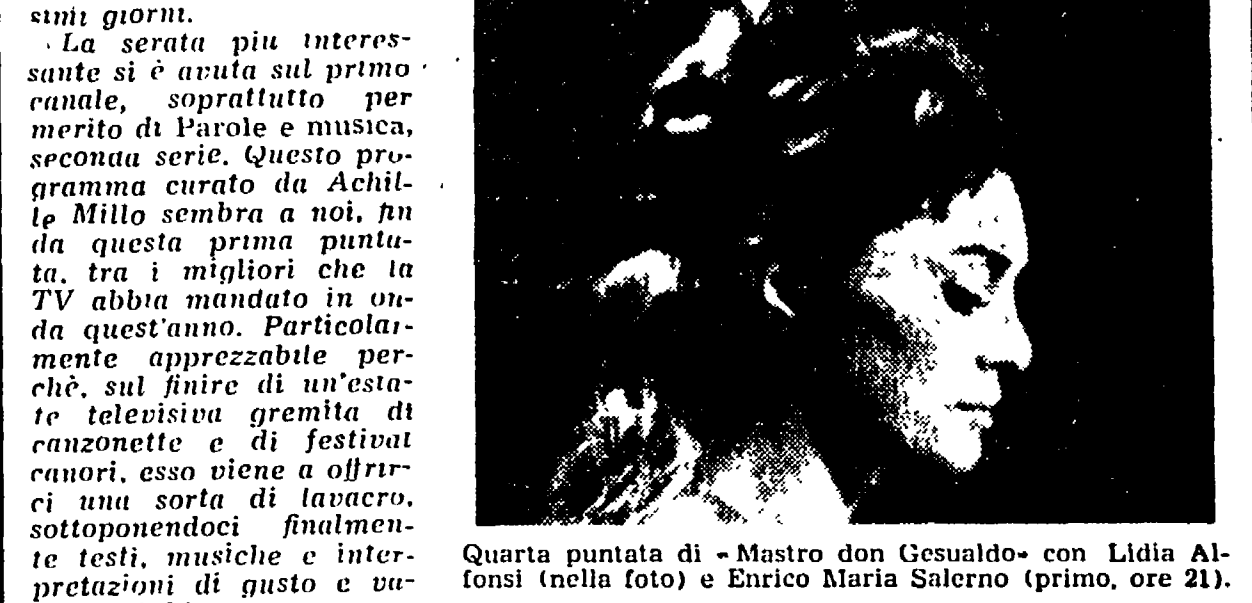 simi giorni.
La serata più interes-
sante si è avuta sul primo
canale, soprattutto per
merito di Parole e musica,
seconda serie. Questo pro-
gramma curato da Achil-
le Millo sembra a noi, fin
da questa prima punta-
ta, tra i migliori che la
TV abbia mandato in on-
da quest'anno. Particolar-
mente apprezzabile per-
chè, sul finire di un'esta-
te televisiva gremita di
canzonette e di festival
canori, esso viene a offrir-
ci una sorta di lavacro,
sottoponendoci finalmen-
te testi, musiche e inter-
pretazioni di gusto e va-
Quarta puntata di « Mastro don Gesualdo» con Lidia Al-
fonsi (nella foto) e Enrico Maria Salerno (primo, ore 21).